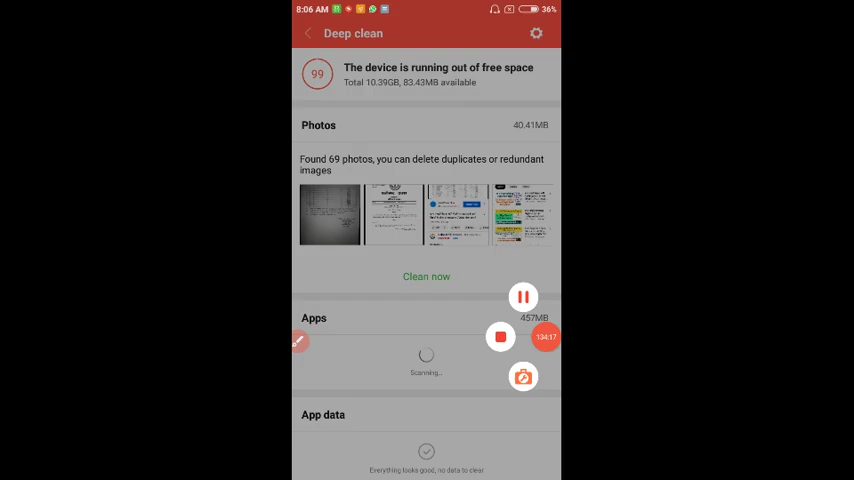 8:06 AM
36%
Deep clean
99
The device is running out of free space
Total 10.39GB, 83.43MB available
Photos
40.41MB
Found 69 photos, you can delete duplicates or redundant
images
Clean now
Apps
457MB
134:17
Scanning...
App data
Everything looks good, no data to clear